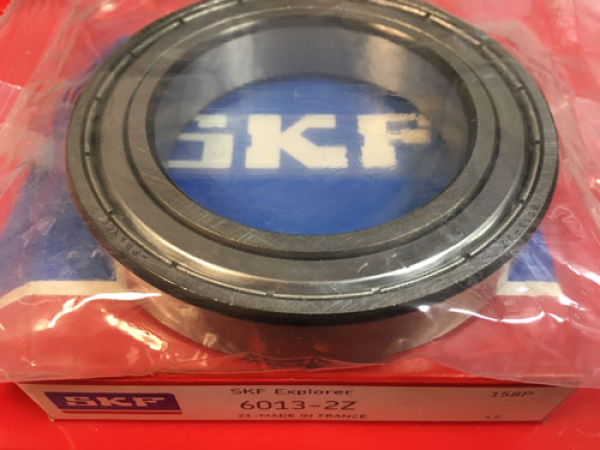 SKF
SKF
SKF Explorer
158P
6013-2Z
21-MADE IN FRANCE
12